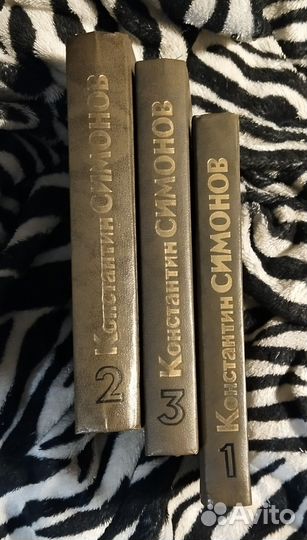 2 Константин СИМОНОВ
3 Константин СИМОНОВ
1 Константин СИМОНОВ
Avito